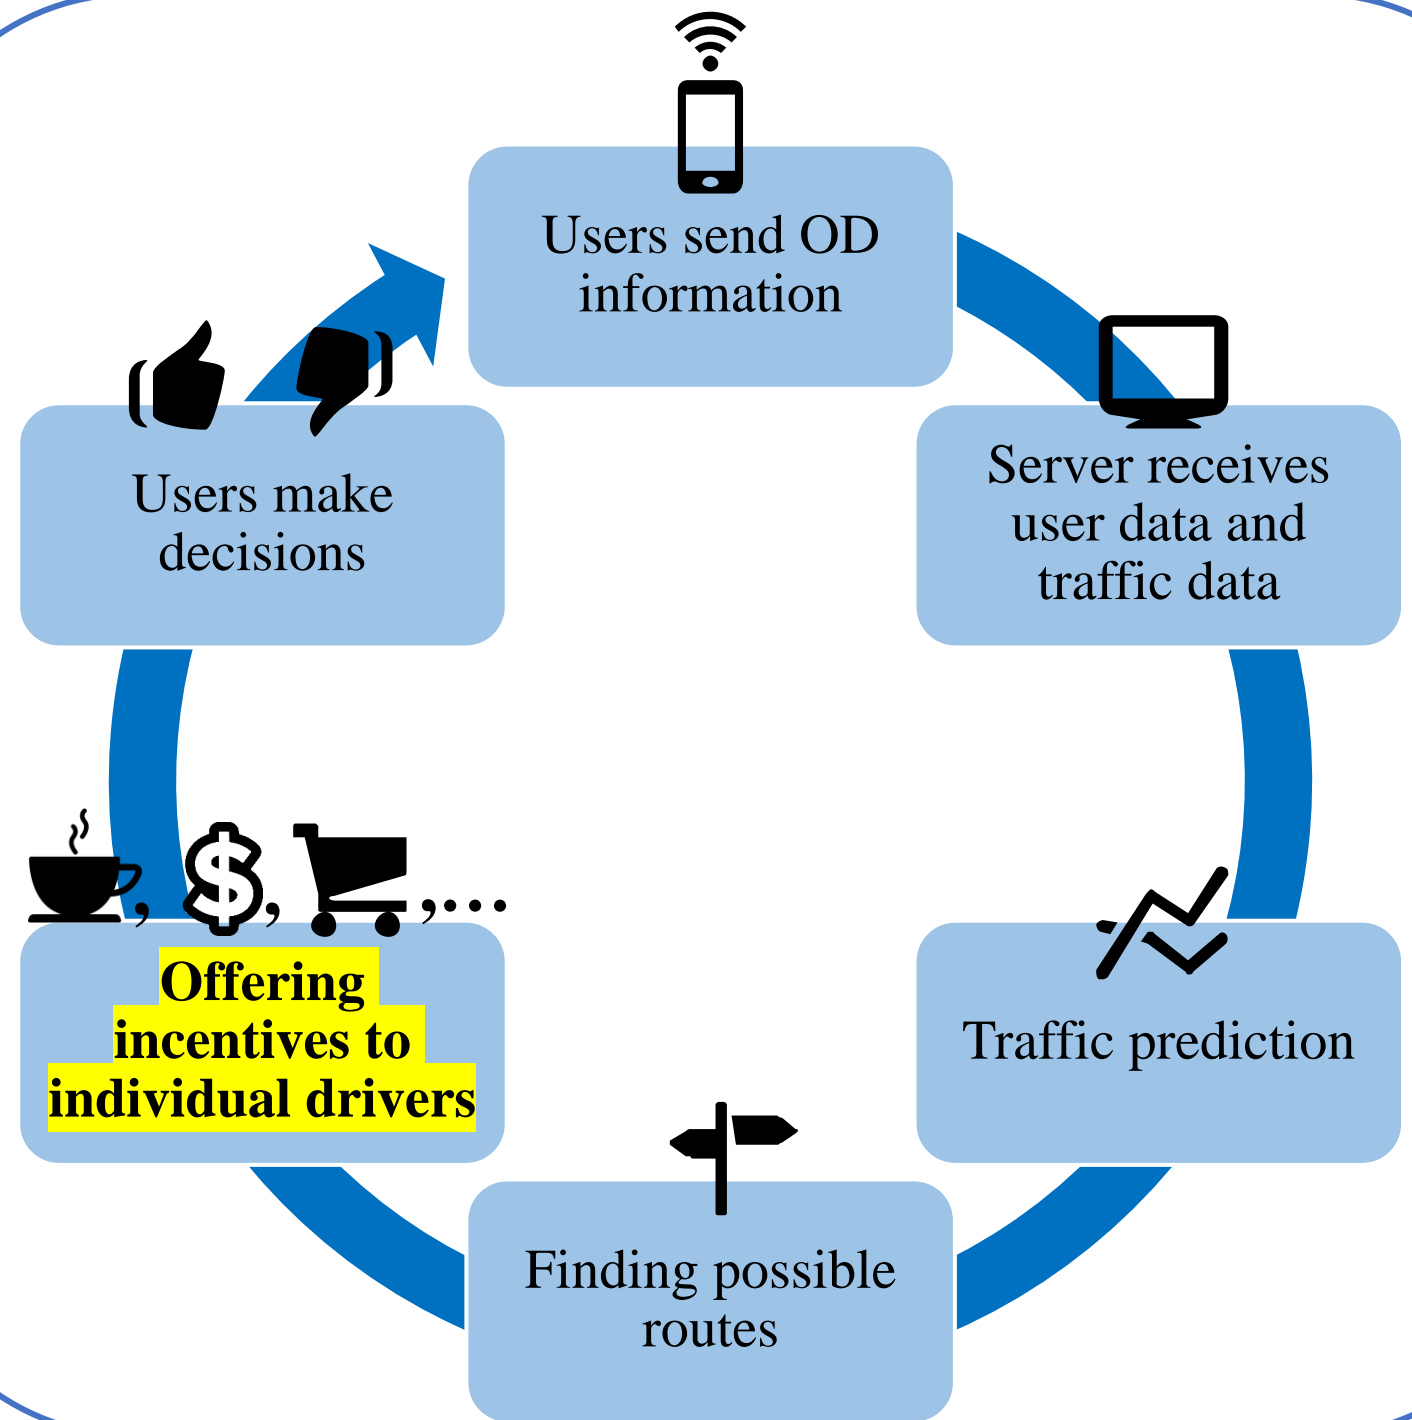 Users send OD
information
Server receives
user data and
traffic data
Traffic prediction
Finding possible
routes
, $, ,...
Offering
incentives to
individual drivers
Users make
decisions